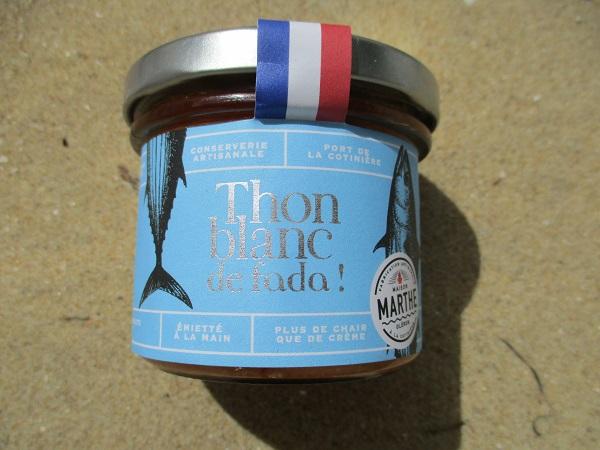 CONSERVERIE
ARTISANALE
PORT DE
LA COTINIÈRE
Thon
blanc
de fada !
MAISON
MARTHE
OLÉRON
ÉMIETTÉ
À LA MAIN
PLUS DE CHAIR
QUE DE CRÈME